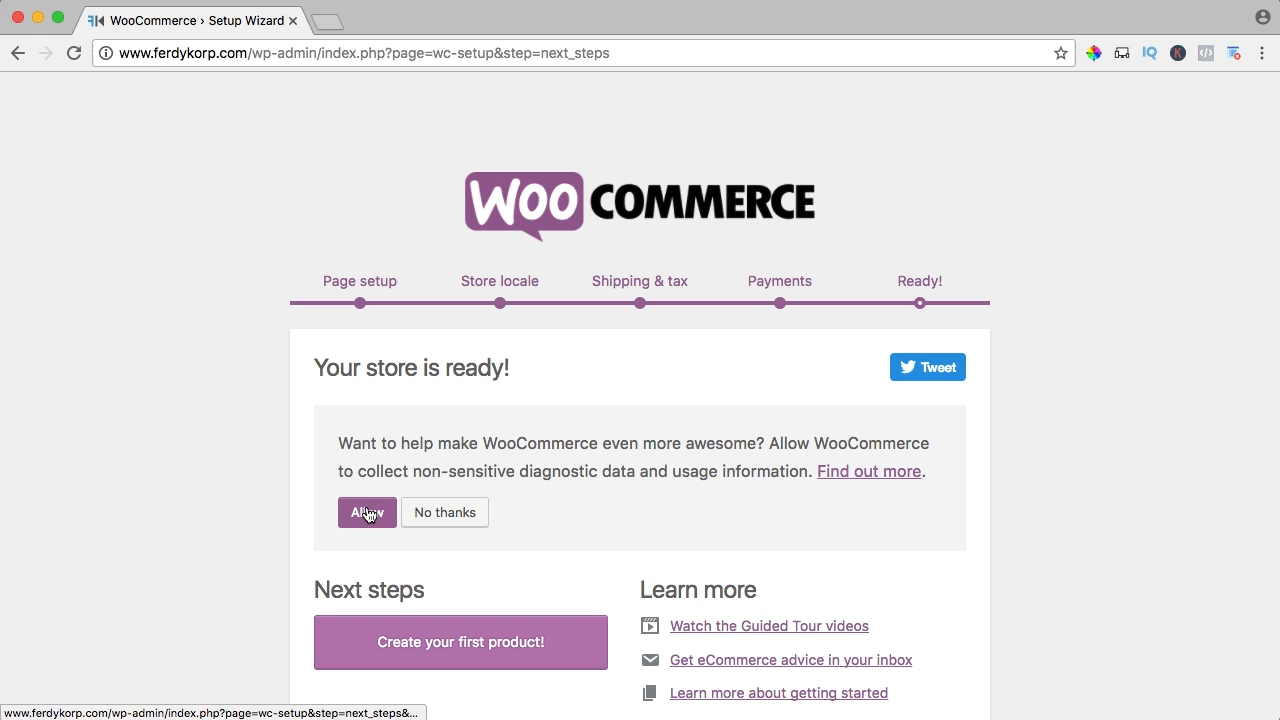 WooCommerce › Setup Wizard
www.ferdykorp.com/wp-admin/index.php?page=wc-setup&step=next_steps
WOO COMMERCE
Page setup Store locale Shipping & tax Payments Ready!
Your store is ready!
Tweet
Want to help make WooCommerce even more awesome? Allow WooCommerce
to collect non-sensitive diagnostic data and usage information. Find out more.
Allow No thanks
Next steps
Learn more
Create your first product!
Watch the Guided Tour videos
Get eCommerce advice in your inbox
Learn more about getting started
www.ferdykorp.com/wp-admin/index.php?page=wc-setup&step=next_steps&...